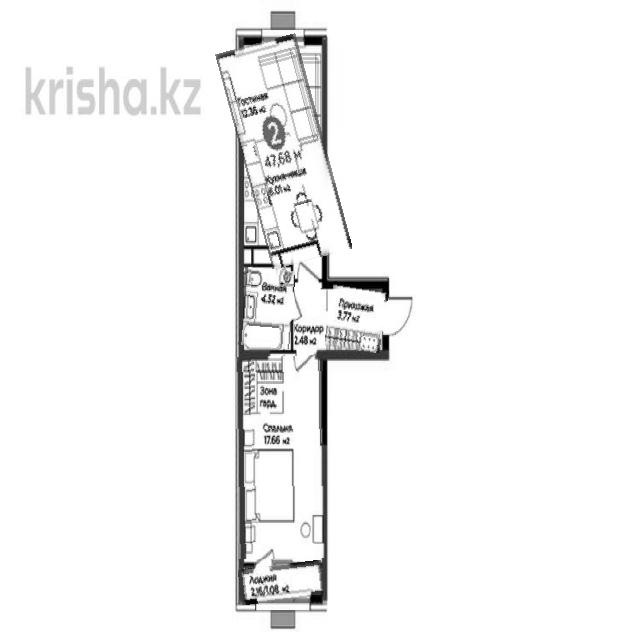 krisha.kz
Гостиная
12.36 м2
2
47,68 м
Кухня-ниша
6.01 м2
Ванная
4.32 м2
Прихожая
3.77 м2
Коридор
2.48 м2
Зона
гард.
Спальня
17.66 м2
Лоджия
2.16/1.08 м2